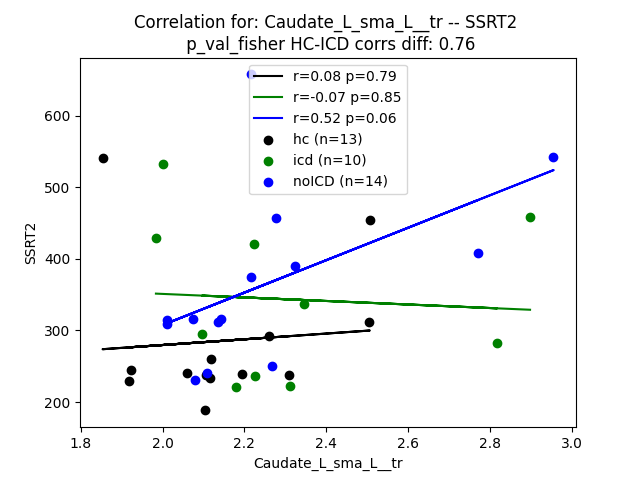 Correlation for: Caudate_L_sma_L__tr -- SSRT2
p_val_fisher HC-ICD corrs diff: 0.76
r=0.08 p=0.79
r=-0.07 p=0.85
r=0.52 p=0.06
hc (n=13)
icd (n=10)
noICD (n=14)
600
500
400
300
200
SSRT2
1.8 2.0 2.2 2.4 2.6 2.8 3.0
Caudate_L_sma_L__tr